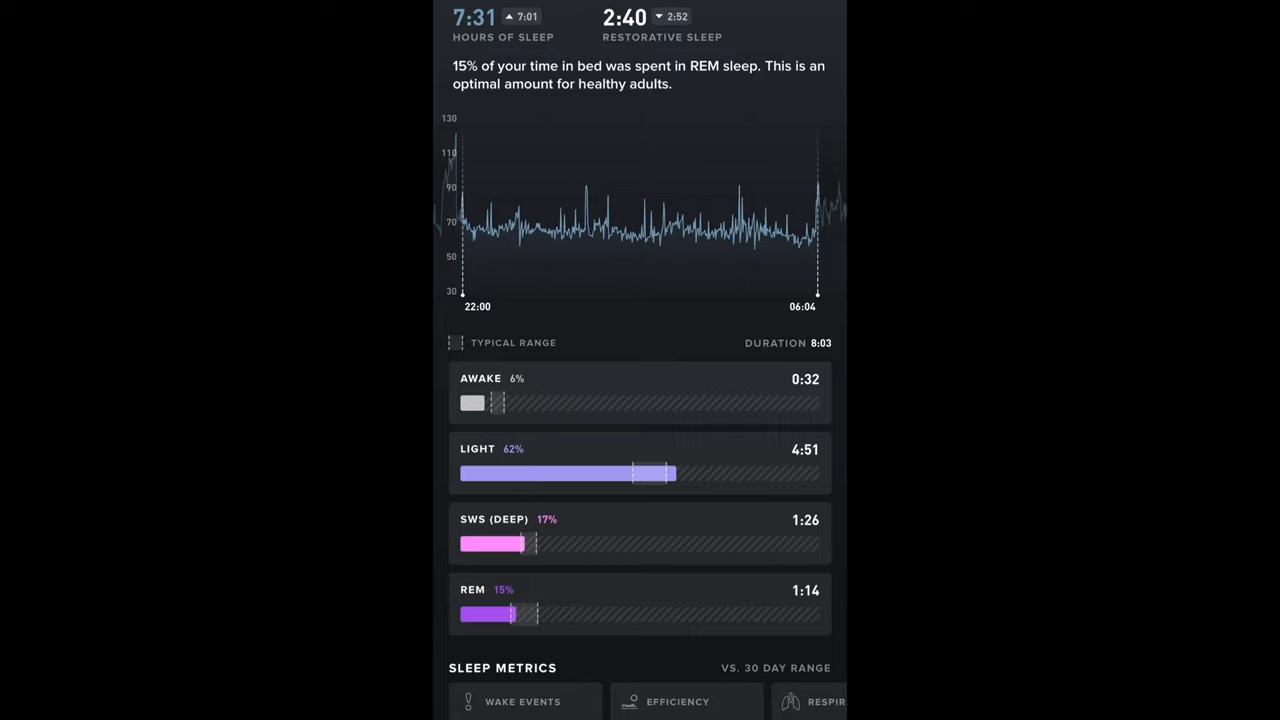 7:31 ▲ 7:01 2:40 ▼ 2:52
HOURS OF SLEEP RESTORATIVE SLEEP
15% of your time in bed was spent in REM sleep. This is an
optimal amount for healthy adults.
130
110
90
70
50
30
22:00 06:04
TYPICAL RANGE DURATION 8:03
AWAKE 6% 0:32
LIGHT 62% 4:51
SWS (DEEP) 17% 1:26
REM 15% 1:14
SLEEP METRICS VS. 30 DAY RANGE
WAKE EVENTS EFFICIENCY RESPIR